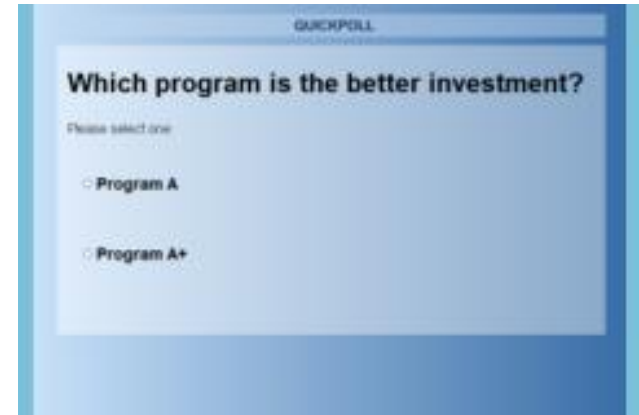 QUICKPOLL
Which program is the better investment?
Please select one
Program A
Program A+